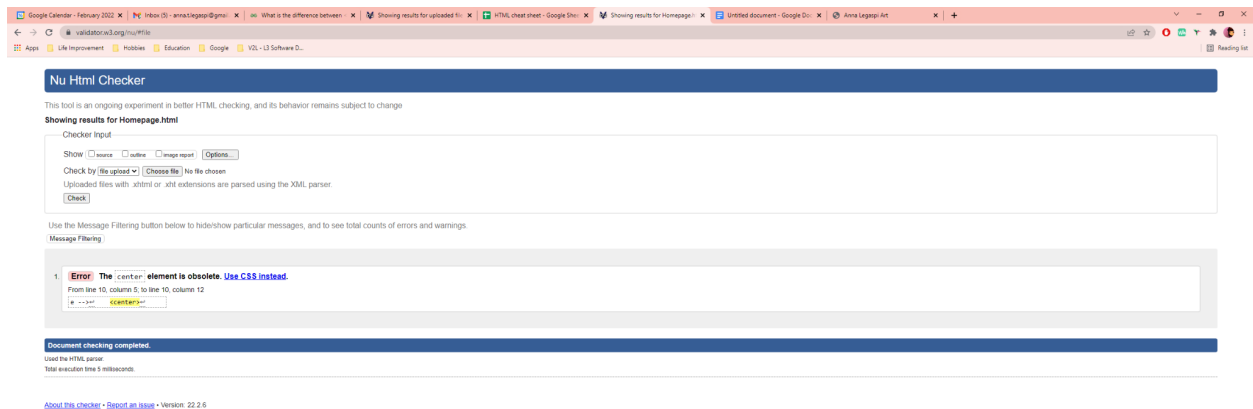 Google Calendar - February 2022
Inbox (5) - anna.t.legaspi@gmai
What is the difference between
Showing results for uploaded fil
HTML cheat sheet - Google Shee
Showing results for Homepage.h
Untitled document - Google Doc
Anna Legaspi Art
validator.w3.org/nu/#file
Apps Life Improvement Hobbies Education Google V2L - L3 Software D... Reading list
Nu Html Checker
This tool is an ongoing experiment in better HTML checking, and its behavior remains subject to change
Showing results for Homepage.html
Checker Input
Show source outline image report Options...
Check by file upload Choose file No file chosen
Uploaded files with .xhtml or .xht extensions are parsed using the XML parser.
Check
Use the Message Filtering button below to hide/show particular messages, and to see total counts of errors and warnings.
Message Filtering
1. Error The center element is obsolete. Use CSS instead.
From line 10, column 5; to line 10, column 12
e -->↩ <center>↩
Document checking completed.
Used the HTML parser.
Total execution time 5 milliseconds.
About this checker • Report an issue • Version: 22.2.6